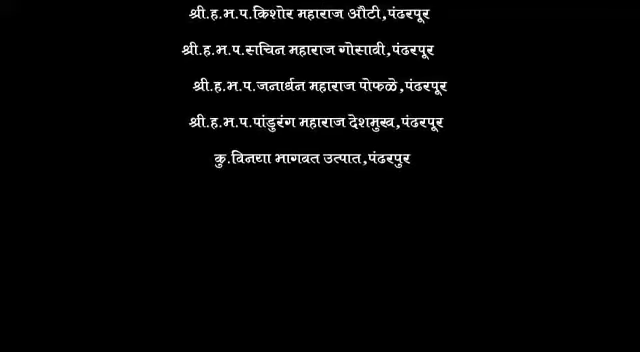 श्री.ह.भ.प.किशोर महाराज औटी,पंढरपूर
श्री.ह.भ.प.सचिन महाराज गोसावी,पंढरपूर
श्री.ह.भ.प.जनार्धन महाराज पोफळे,पंढरपूर
श्री.ह.भ.प.पांडुरंग महाराज देशमुख,पंढरपूर
कु.विनया भागवत उत्पात,पंढरपुर